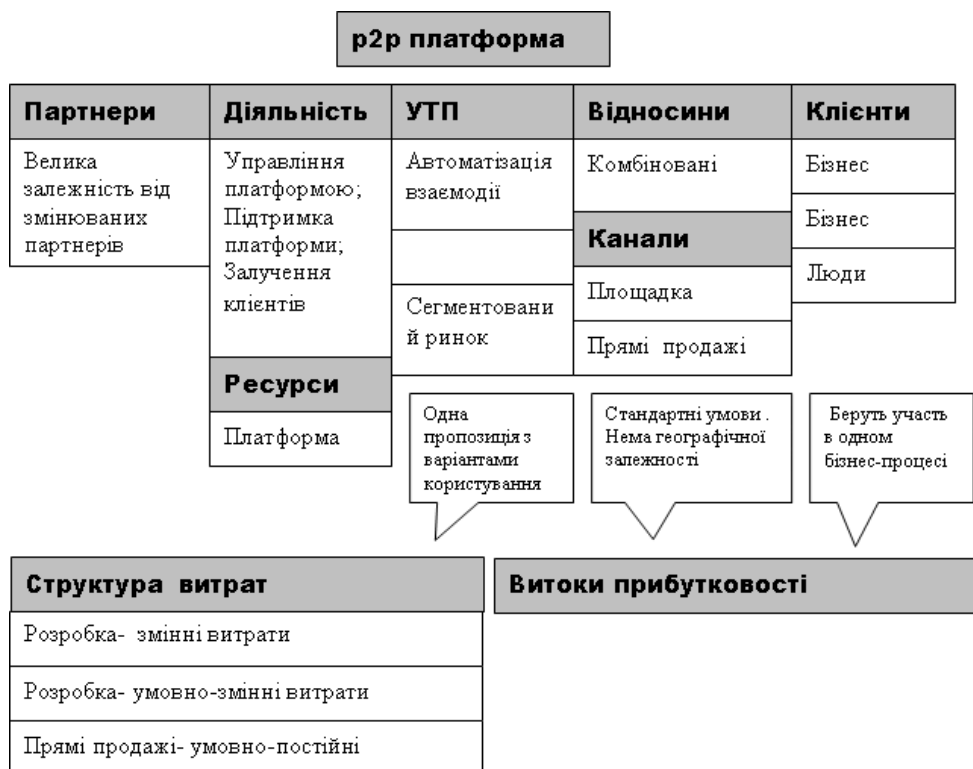 p2p платформа
Партнери
Велика
залежність від
змінюваних
партнерів
Діяльність
Управління
платформою;
Підтримка
платформи;
Залучення
клієнтів
Ресурси
Платформа
УТП
Автоматізація
взаємодії
Сегментовани
й ринок
Відносини
Комбіновані
Канали
Площадка
Прямі продажі
Клієнти
Бізнес
Бізнес
Люди
Одна
пропозиція з
варіантами
користування
Стандартні умови .
Нема географічної
залежності
Беруть участь
в одном
бізнес-процесі
Структура витрат
Розробка- змінні витрати
Розробка- умовно-змінні витрати
Прямі продажі- умовно-постійні
Витоки прибутковості